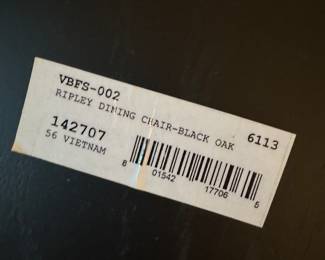 VBFS-002
RIPLEY DINING CHAIR-BLACK OAK 6113
142707
56 VIETNAM
8 01542 17706 5